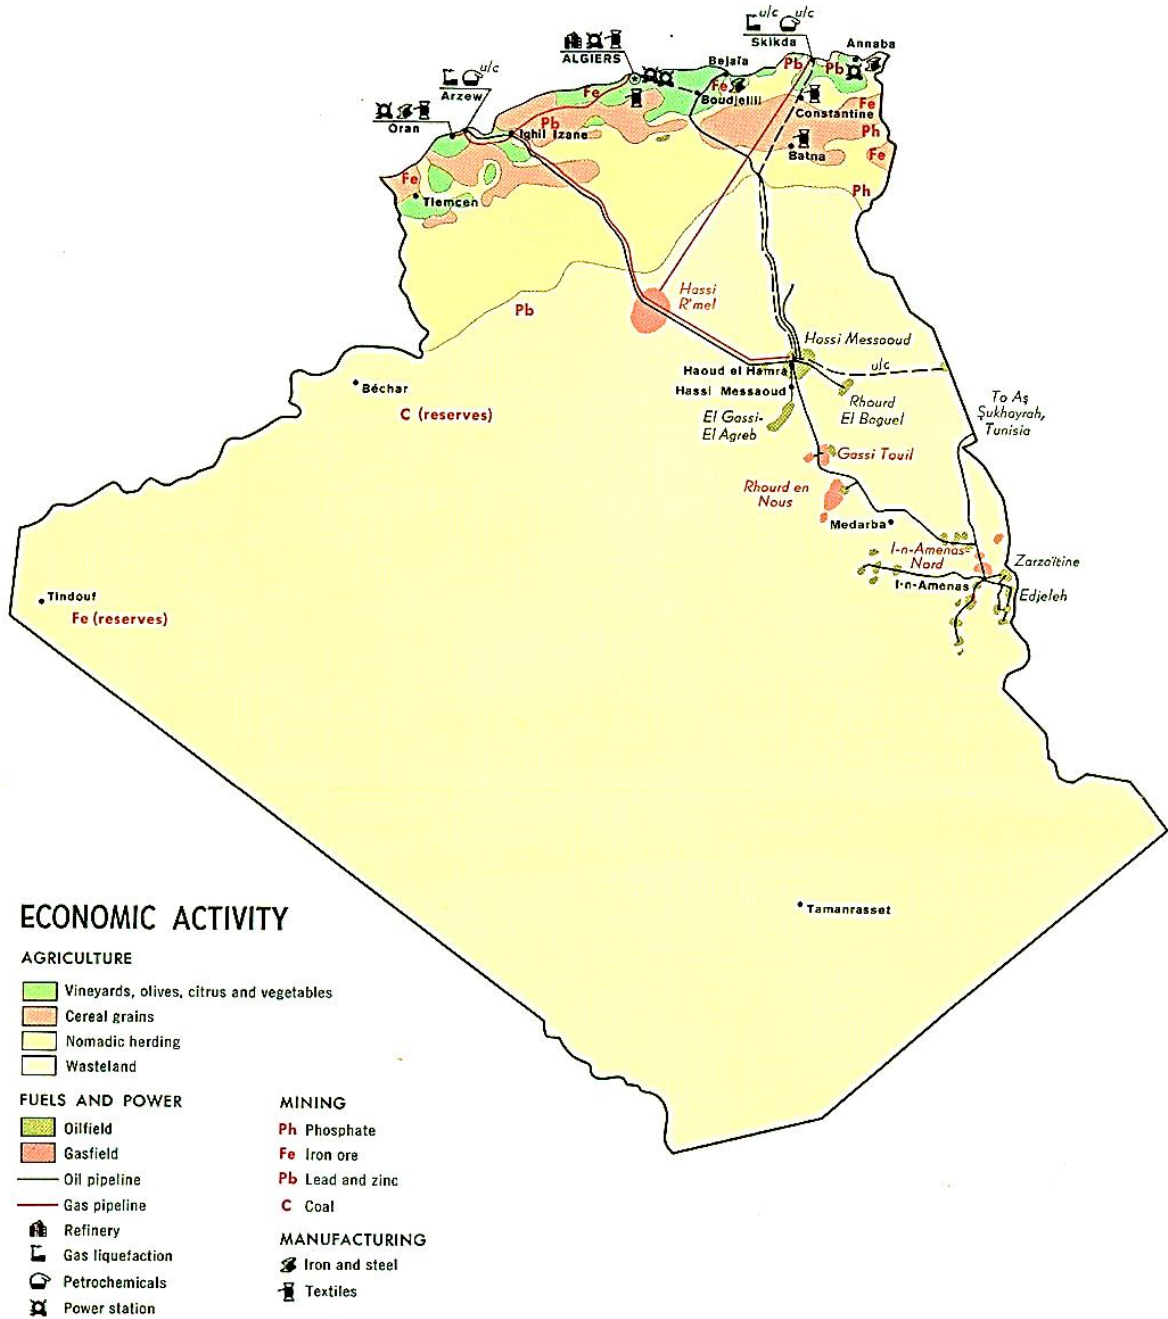 u/c
u/c
Skikda
Annaba
ALGIERS
Bejaïa
Pb
Pb
u/c
Arzew
Fe
Fe
Boudjellil
Constantine
Fe
Oran
Pb
Ighil Izane
Ph
Batna
Fe
Fe
Tlemcen
Ph
Hassi
R'mel
Pb
Hassi Messaoud
u/c
Haoud el Hamra
Béchar
Hassi Messaoud
C (reserves)
Rhourd
El Baguel
To Aş
Şukhayrah,
Tunisia
El Gassi-
El Agreb
Gassi Touil
Rhourd en
Nous
Medarba
I-n-Amenas-
Nord
Zarzaïtine
I-n-Amenas
Edjeleh
Tindouf
Fe (reserves)
Tamanrasset
ECONOMIC ACTIVITY
AGRICULTURE
Vineyards, olives, citrus and vegetables
Cereal grains
Nomadic herding
Wasteland
FUELS AND POWER
Oilfield
Gasfield
Oil pipeline
Gas pipeline
Refinery
Gas liquefaction
Petrochemicals
Power station
MINING
Ph Phosphate
Fe Iron ore
Pb Lead and zinc
C Coal
MANUFACTURING
Iron and steel
Textiles